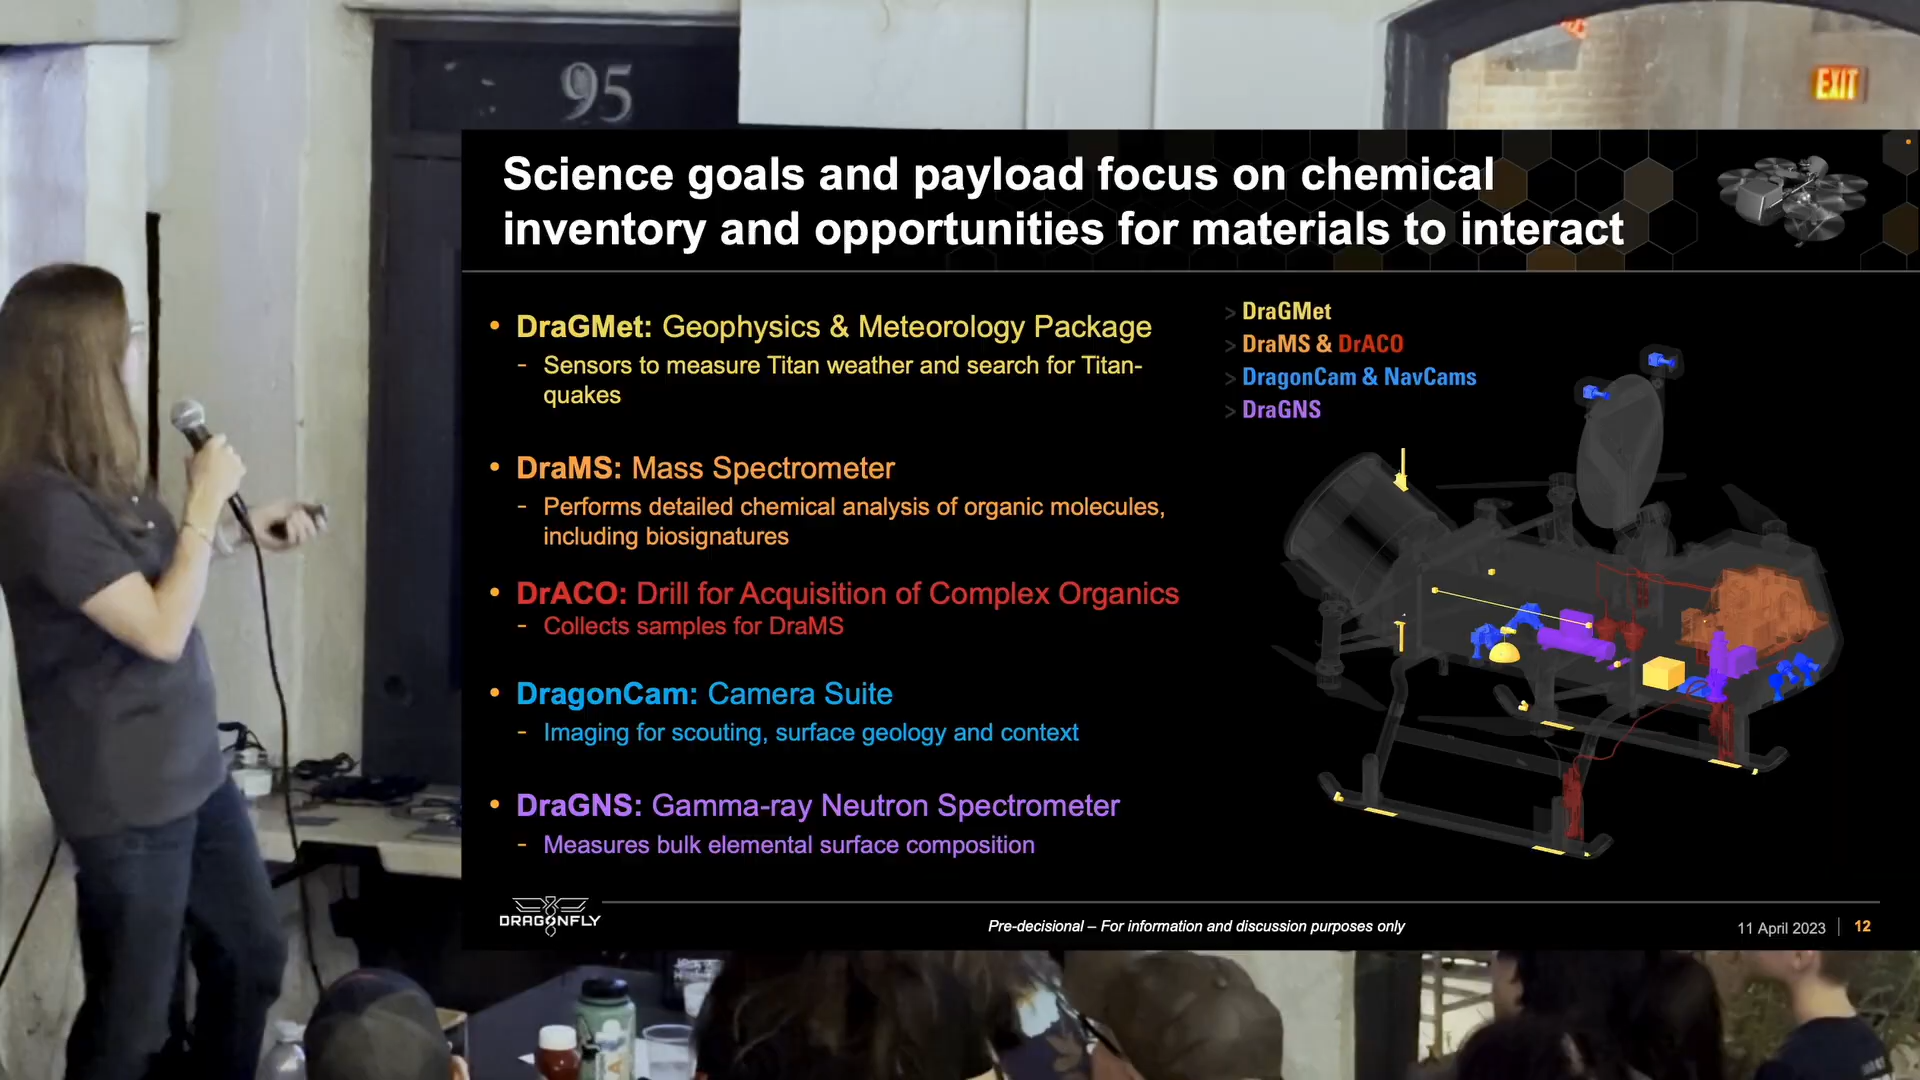 95
EXIT
Science goals and payload focus on chemical
inventory and opportunities for materials to interact
• DraGMet: Geophysics & Meteorology Package
- Sensors to measure Titan weather and search for Titan-
quakes
• DraMS: Mass Spectrometer
- Performs detailed chemical analysis of organic molecules,
including biosignatures
• DrACO: Drill for Acquisition of Complex Organics
- Collects samples for DraMS
• DragonCam: Camera Suite
- Imaging for scouting, surface geology and context
• DraGNS: Gamma-ray Neutron Spectrometer
- Measures bulk elemental surface composition
> DraGMet
> DraMS & DrACO
> DragonCam & NavCams
> DraGNS
DRAGONFLY
Pre-decisional – For information and discussion purposes only
11 April 2023 | 12